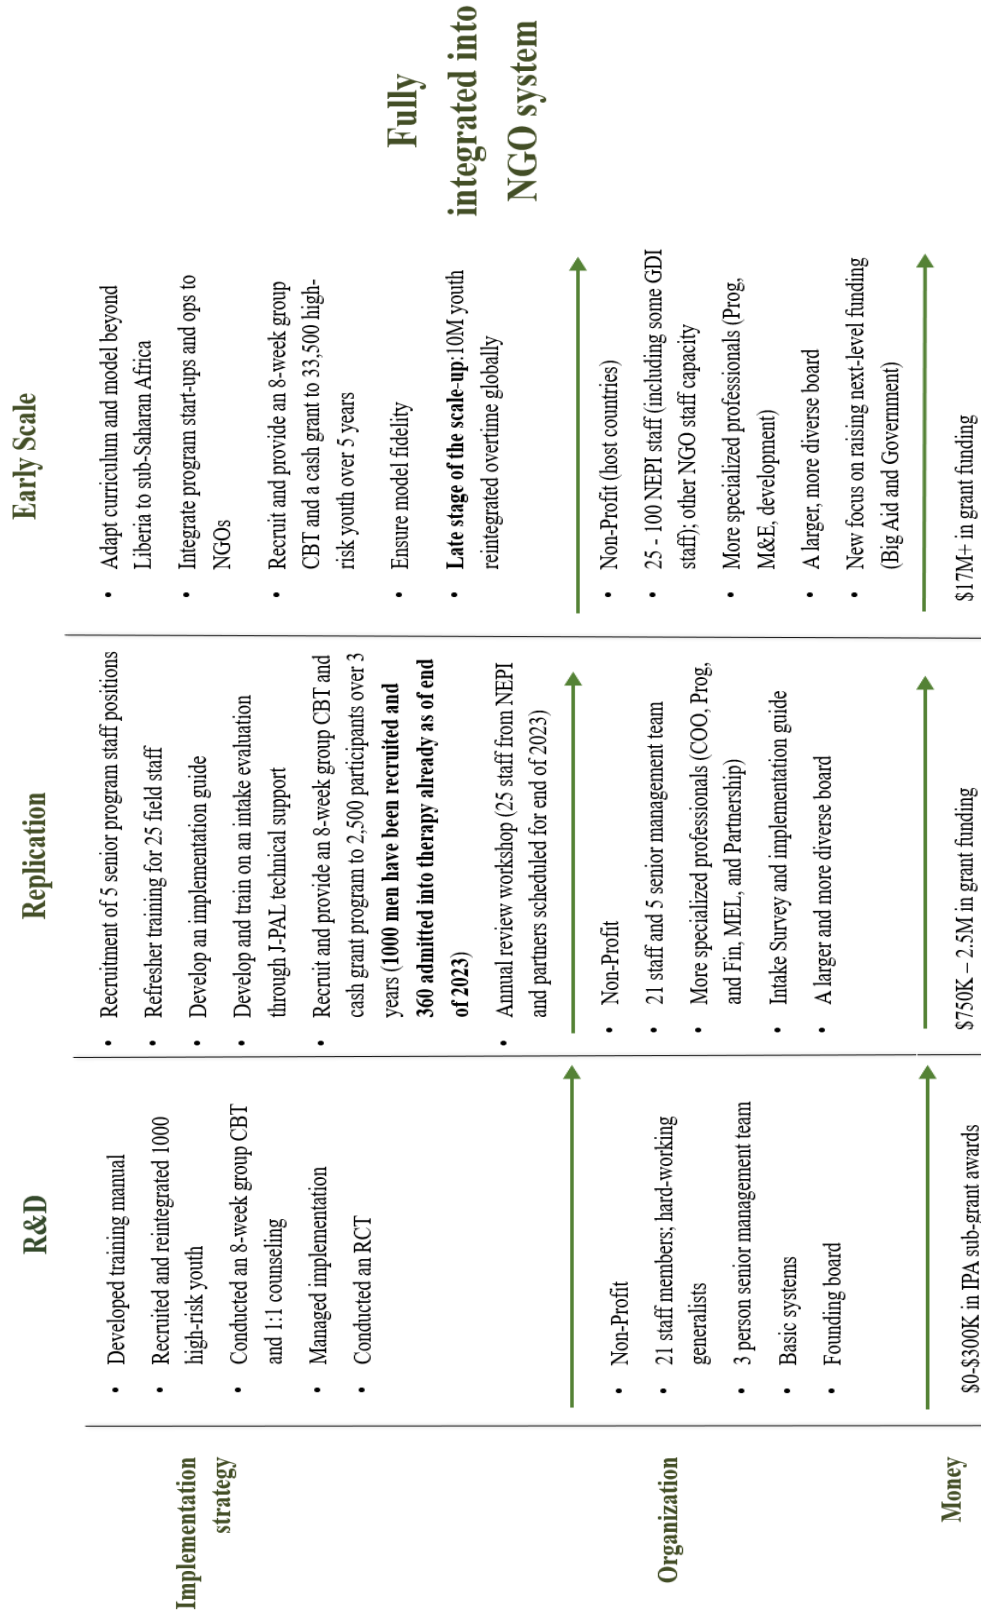 R&D
Replication
Early Scale
Implementation
strategy
• Developed training manual
• Recruited and reintegrated 1000
high-risk youth
• Conducted an 8-week group CBT
and 1:1 counseling
• Managed implementation
• Conducted an RCT
• Recruitment of 5 senior program staff positions
• Refresher training for 25 field staff
• Develop an implementation guide
• Develop and train on an intake evaluation
through J-PAL technical support
• Recruit and provide an 8-week group CBT and
cash grant program to 2,500 participants over 3
years (1000 men have been recruited and
360 admitted into therapy already as of end
of 2023)
• Annual review workshop (25 staff from NEPI
and partners scheduled for end of 2023)
• Adapt curriculum and model beyond
Liberia to sub-Saharan Africa
• Integrate program start-ups and ops to
NGOs
• Recruit and provide an 8-week group
CBT and a cash grant to 33,500 high-
risk youth over 5 years
• Ensure model fidelity
• Late stage of the scale-up:10M youth
reintegrated overtime globally
Fully
integrated into
NGO system
Organization
• Non-Profit
• 21 staff members; hard-working
generalists
• 3 person senior management team
• Basic systems
• Founding board
• Non-Profit
• 21 staff and 5 senior management team
• More specialized professionals (COO, Prog,
and Fin, MEL, and Partnership)
• Intake Survey and implementation guide
• A larger and more diverse board
• Non-Profit (host countries)
• 25 - 100 NEPI staff (including some GDI
staff); other NGO staff capacity
• More specialized professionals (Prog,
M&E, development)
• A larger, more diverse board
• New focus on raising next-level funding
(Big Aid and Government)
Money
$0-$300K in IPA sub-grant awards
$750K – 2.5M in grant funding
$17M+ in grant funding